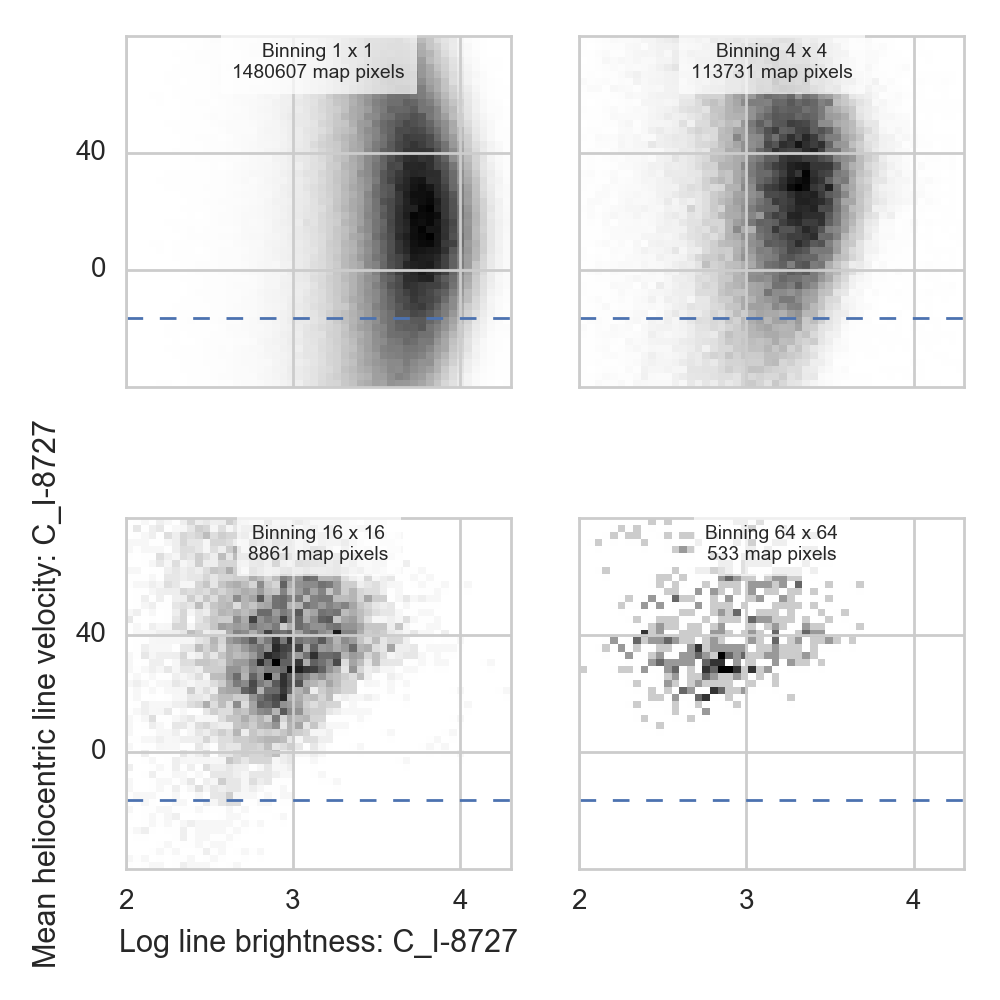 Binning 1 x 1
1480607 map pixels
Binning 4 x 4
113731 map pixels
40
0
Binning 16 x 16
8861 map pixels
Binning 64 x 64
533 map pixels
40
0
2
3
4
2
3
4
Mean heliocentric line velocity: C_I-8727
Log line brightness: C_I-8727